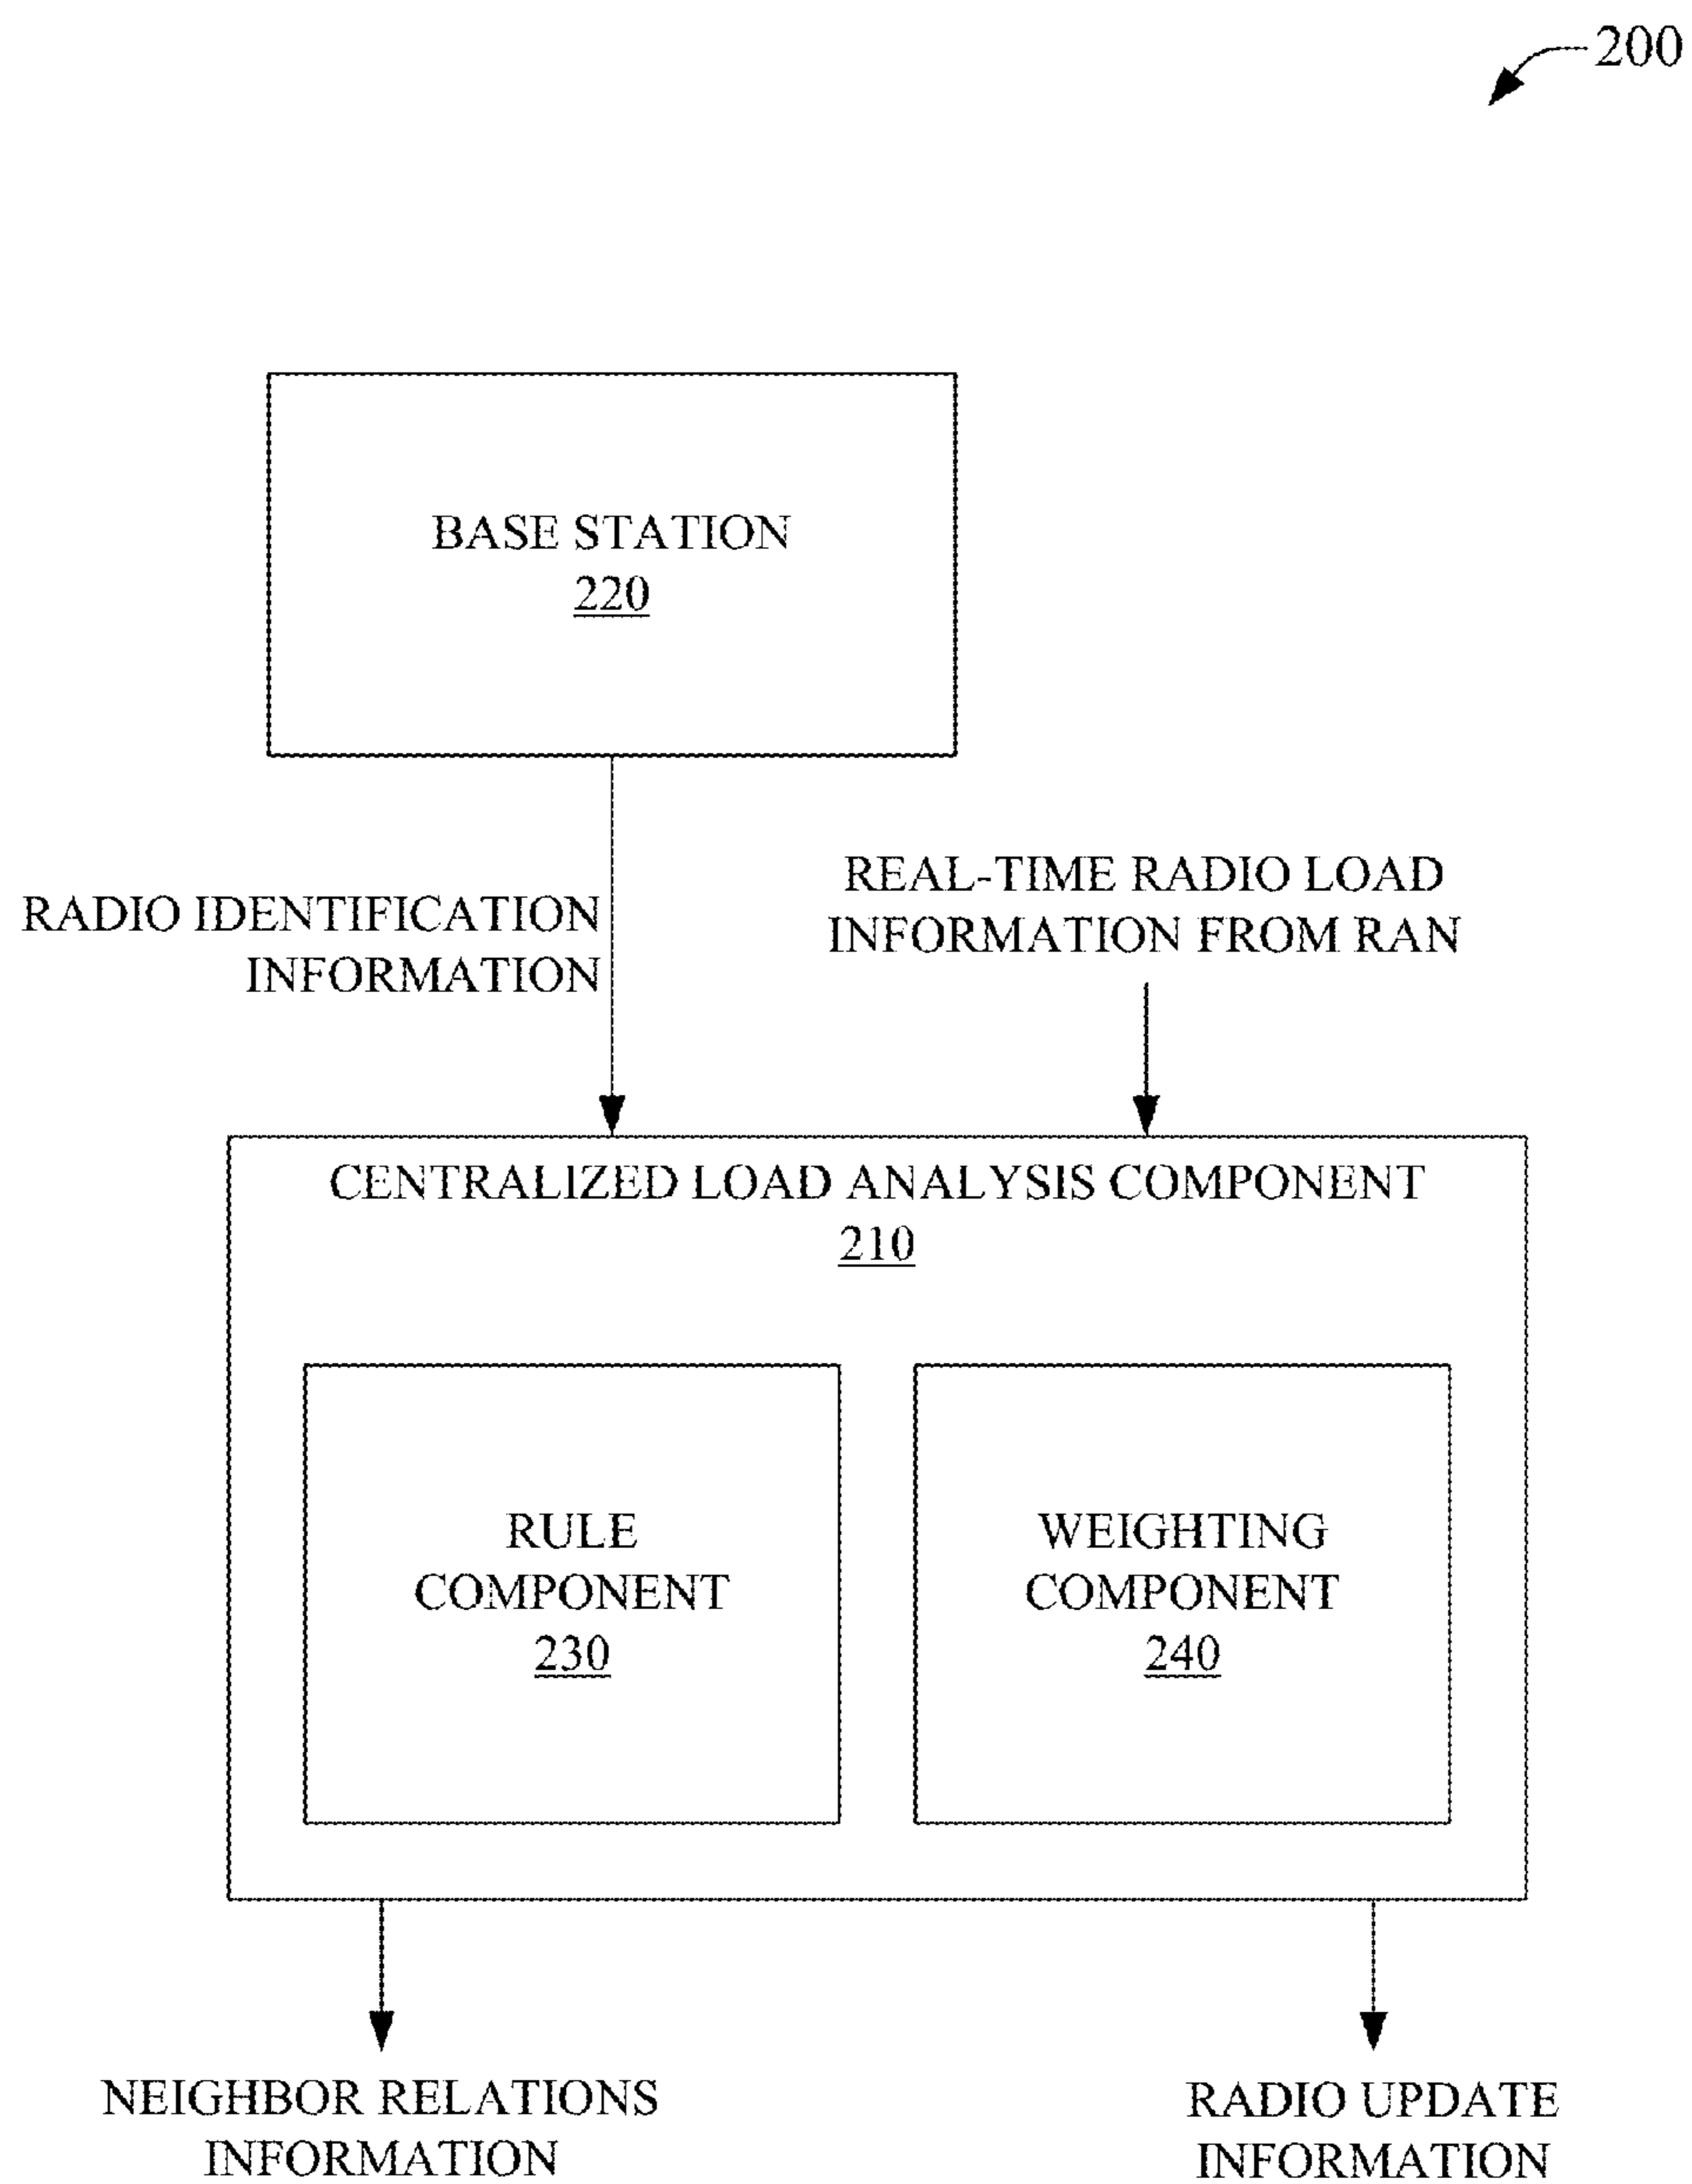 200
BASE STATION
220
RADIO IDENTIFICATION
INFORMATION
REAL-TIME RADIO LOAD
INFORMATION FROM RAN
CENTRALIZED LOAD ANALYSIS COMPONENT
210
RULE
COMPONENT
230
WEIGHTING
COMPONENT
240
NEIGHBOR RELATIONS
INFORMATION
RADIO UPDATE
INFORMATION